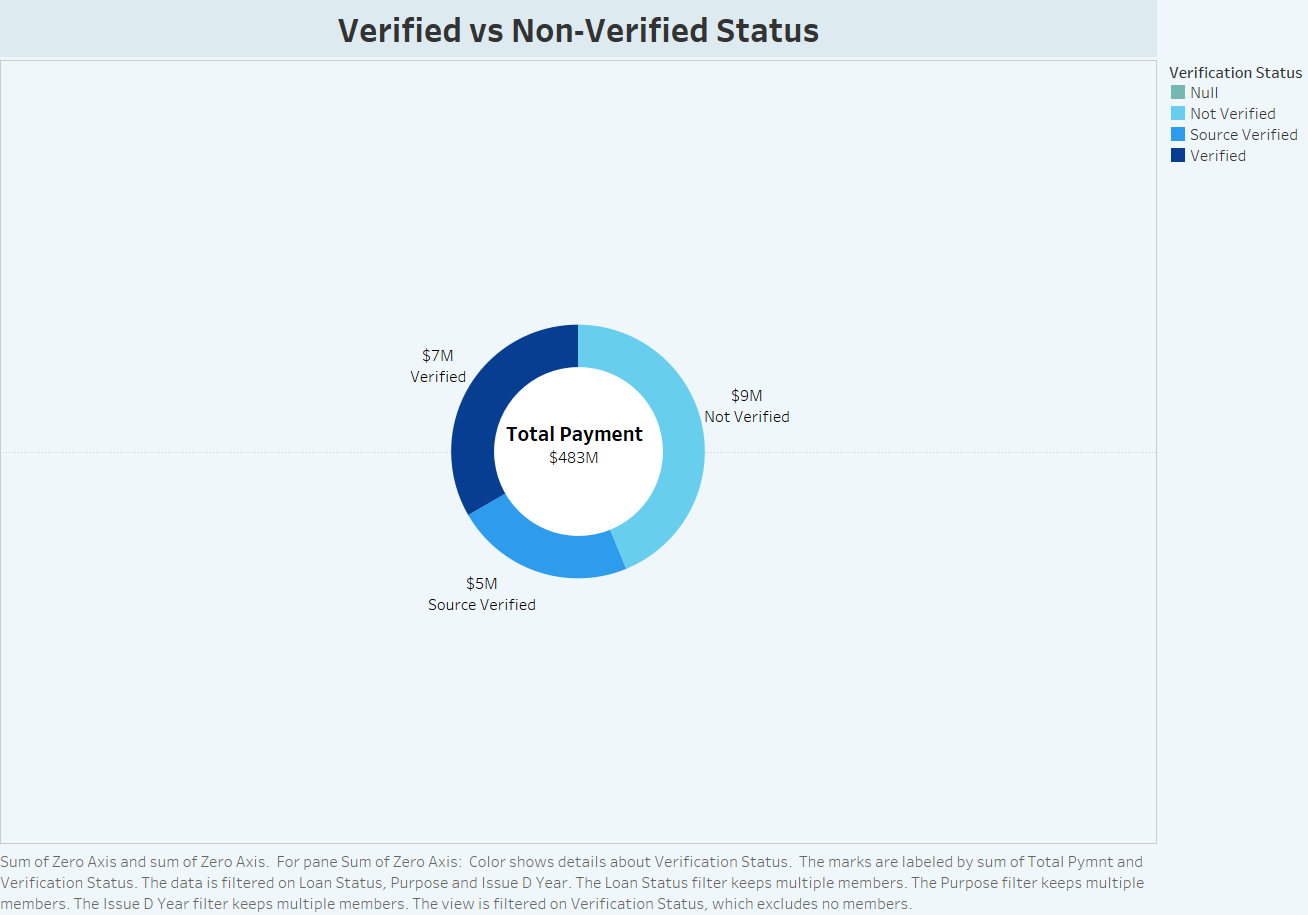 Verified vs Non-Verified Status
Verification Status
Null
Not Verified
Source Verified
Verified
$7M
Verified
$9M
Not Verified
Total Payment
$483M
$5M
Source Verified
Sum of Zero Axis and sum of Zero Axis.  For pane Sum of Zero Axis:  Color shows details about Verification Status.  The marks are labeled by sum of Total Pymnt and
Verification Status. The data is filtered on Loan Status, Purpose and Issue D Year. The Loan Status filter keeps multiple members. The Purpose filter keeps multiple
members. The Issue D Year filter keeps multiple members. The view is filtered on Verification Status, which excludes no members.